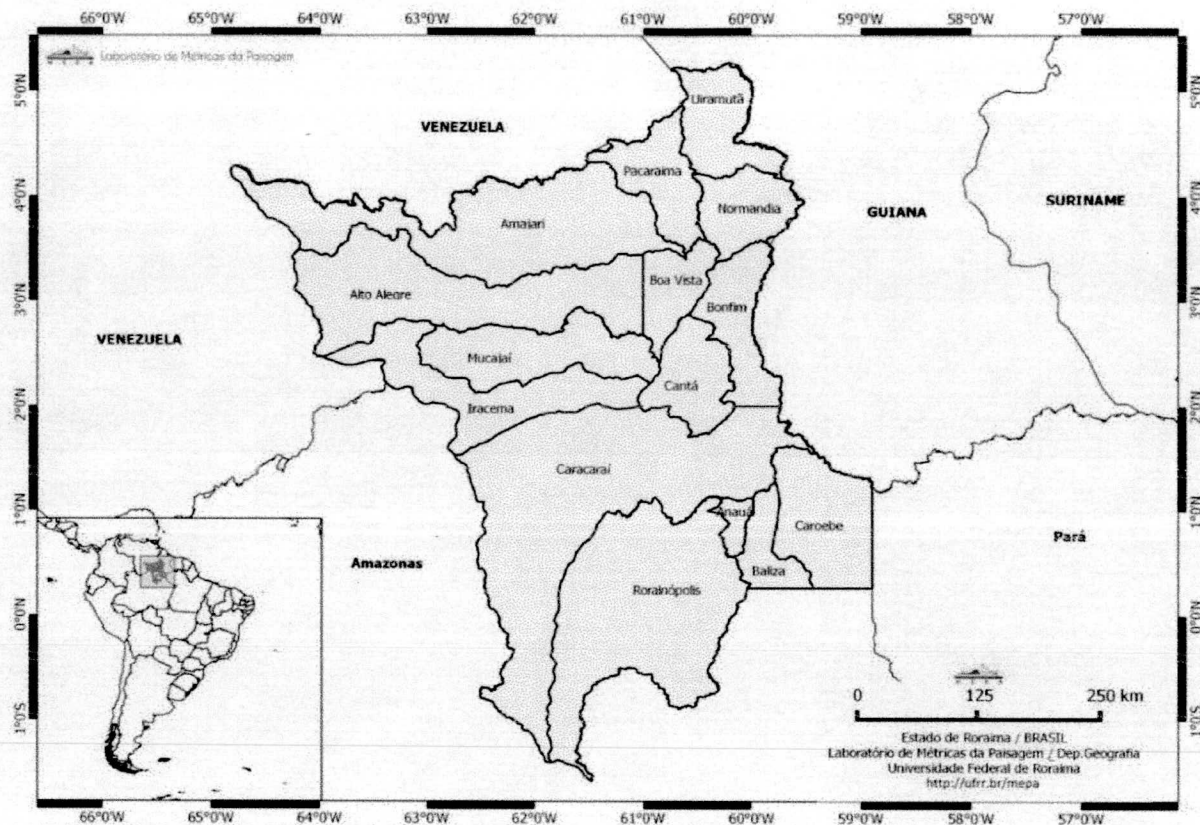 66°0'W 65°0'W 64°0'W 63°0'W 62°0'W 61°0'W 60°0'W 59°0'W 58°0'W 57°0'W
Laboratório de Métricas da Paisagem
5°0'N 5°0'N
Uiramutã
VENEZUELA
Pacaraima
4°0'N 4°0'N
Amajari
Normandia
GUIANA
SURINAME
Boa Vista
Alto Alegre
3°0'N 3°0'N
Bonfim
VENEZUELA
Mucajaí
Cantá
2°0'N 2°0'N
Iracema
Caracaraí
1°0'N 1°0'N
Anauá
Caroebe
Pará
Amazonas
Baliza
Rorainópolis
0°0'N 0°0'N
0 125 250 km
1°0'S 1°0'S
Estado de Roraima / BRASIL
Laboratório de Métricas da Paisagem / Dep.Geografia
Universidade Federal de Roraima
http://ufrr.br/mepa
66°0'W 65°0'W 64°0'W 63°0'W 62°0'W 61°0'W 60°0'W 59°0'W 58°0'W 57°0'W